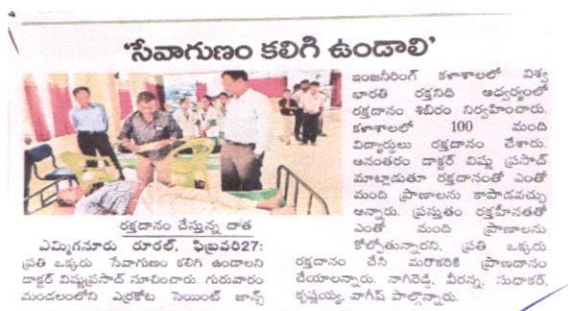 ‘సేవాగుణం కలిగి ఉండాలి’
రక్తదానం చేస్తున్న దాత
ఎమ్మిగనూరు రూరల్, ఫిబ్రవరి27:
ప్రతి ఒక్కరు సేవాగుణం కలిగి ఉండాలని
డాక్టర్ విష్ణుప్రసాద్ సూచించారు. గురువారం
మండలంలోని ఎర్రకోట సెయింట్ జాన్స్
ఇంజనీరింగ్ కళాశాలలో విశ్వ
భారతి రక్తనిధి ఆధ్వర్యంలో
రక్తదానం శిబిరం నిర్వహించారు.
కళాశాలలో 100 మంది
విద్యార్థులు రక్తదానం చేశారు.
అనంతరం డాక్టర్ విష్ణు ప్రసాద్
మాట్లాడుతూ రక్తదానంతో ఎంతో
మంది ప్రాణాలను కాపాడవచ్చు
అన్నారు. ప్రస్తుతం రక్తహీనతతో
ఎంతో మంది ప్రాణాలను
కోల్పోతున్నారని, ప్రతి ఒక్కరు
రక్తదానం చేసి మరొకరికి ప్రాణదానం
చేయాలన్నారు. నాగిరెడ్డి, వీరన్న, సుధాకర్,
కృష్ణయ్య, వాగీష్ పాల్గొన్నారు.